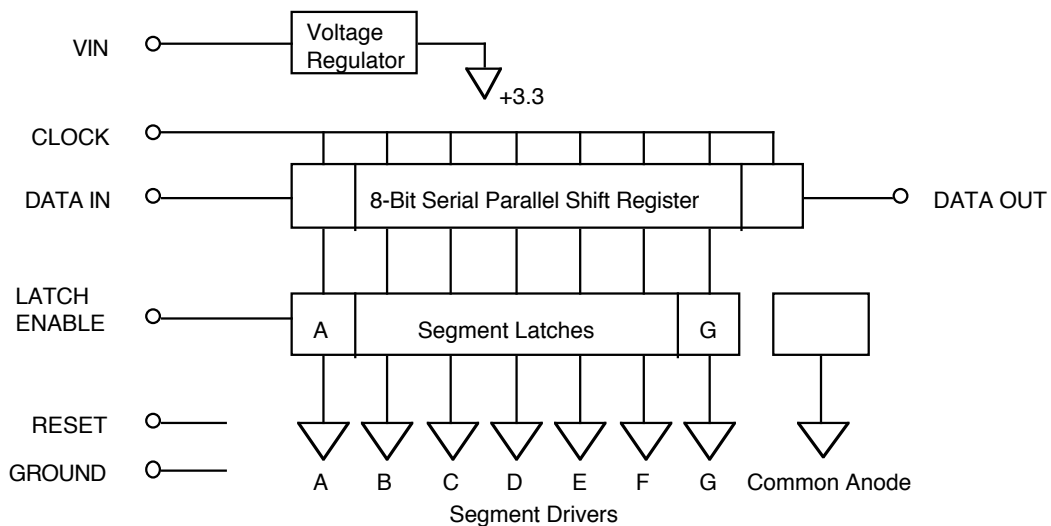 VIN
Voltage
Regulator
+3.3
CLOCK
DATA IN
8-Bit Serial Parallel Shift Register
DATA OUT
LATCH
ENABLE
A
Segment Latches
G
RESET
GROUND
A B C D E F G Common Anode
Segment Drivers